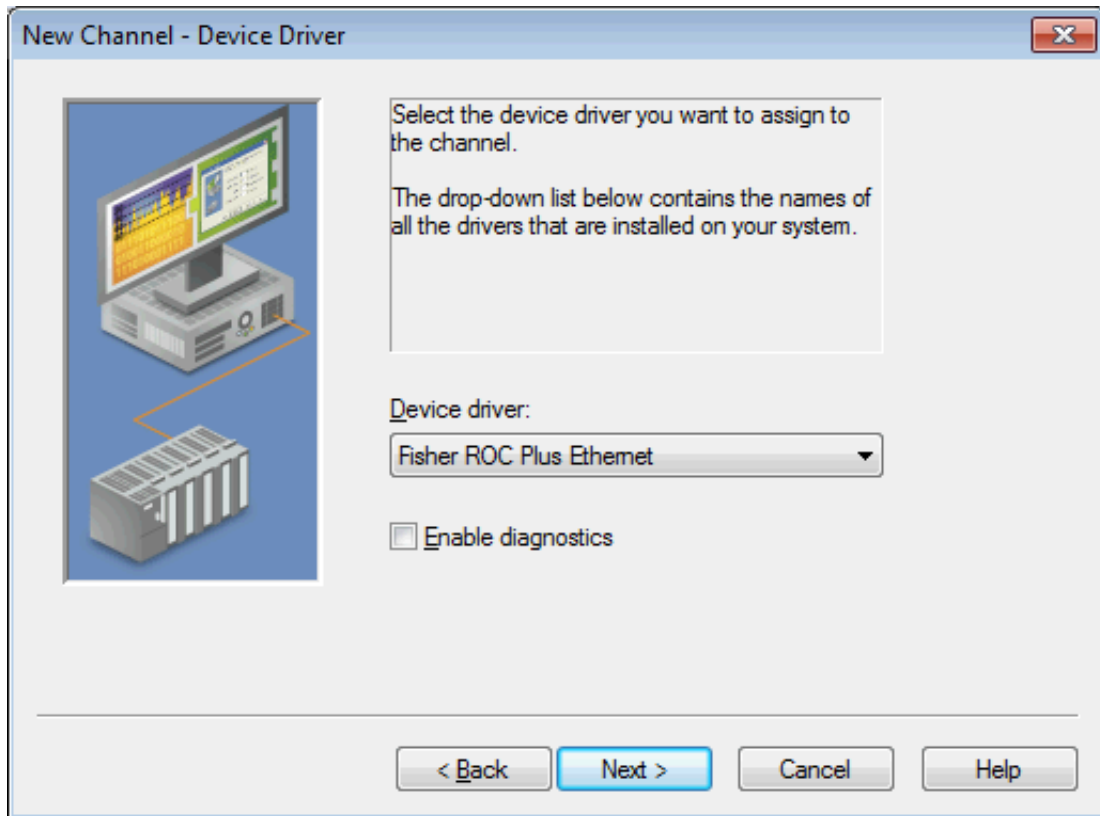 New Channel - Device Driver
Select the device driver you want to assign to
the channel.
The drop-down list below contains the names of
all the drivers that are installed on your system.
Device driver:
Fisher ROC Plus Ethernet
Enable diagnostics
< Back
Next >
Cancel
Help